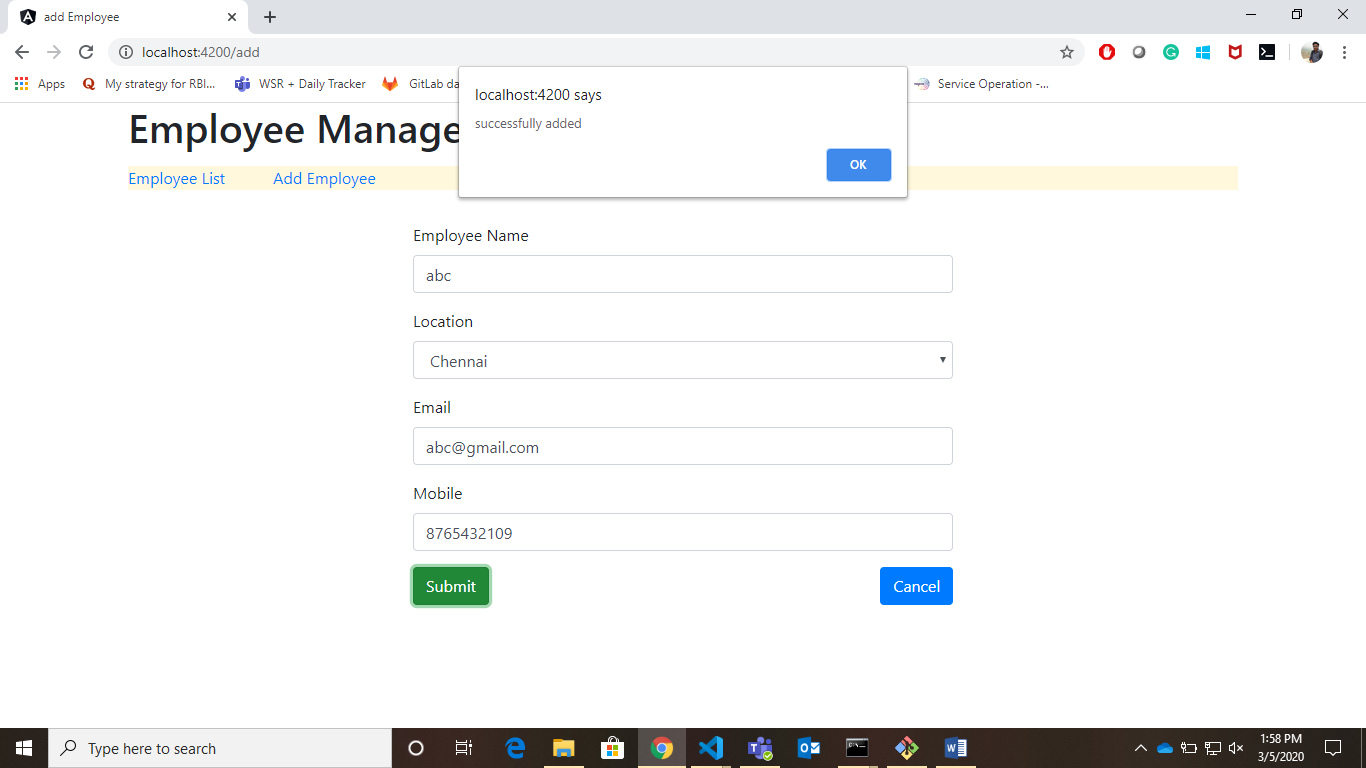 add Employee
localhost:4200/add
Apps
My strategy for RBI...
WSR + Daily Tracker
GitLab da
Service Operation -...
localhost:4200 says
successfully added
OK
Employee Manage
Employee List
Add Employee
Employee Name
abc
Location
Chennai
Email
abc@gmail.com
Mobile
8765432109
Submit
Cancel
Type here to search
1:58 PM
3/5/2020